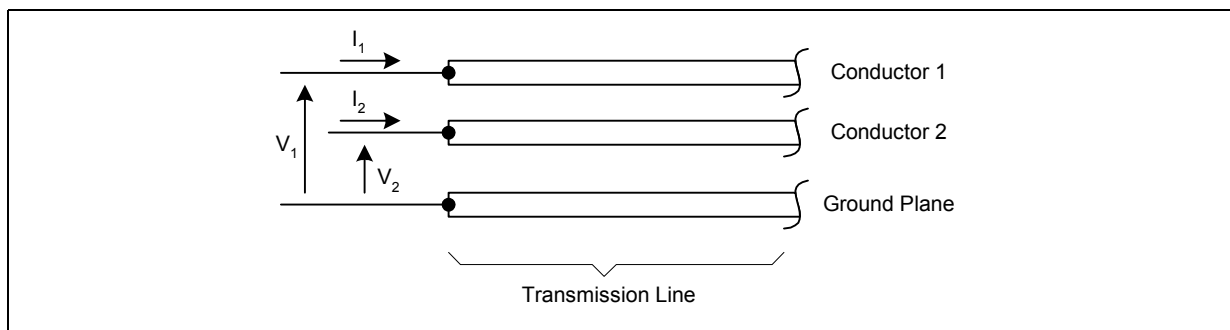 I₁
Conductor 1
I₂
Conductor 2
V₁
V₂
Ground Plane
Transmission Line